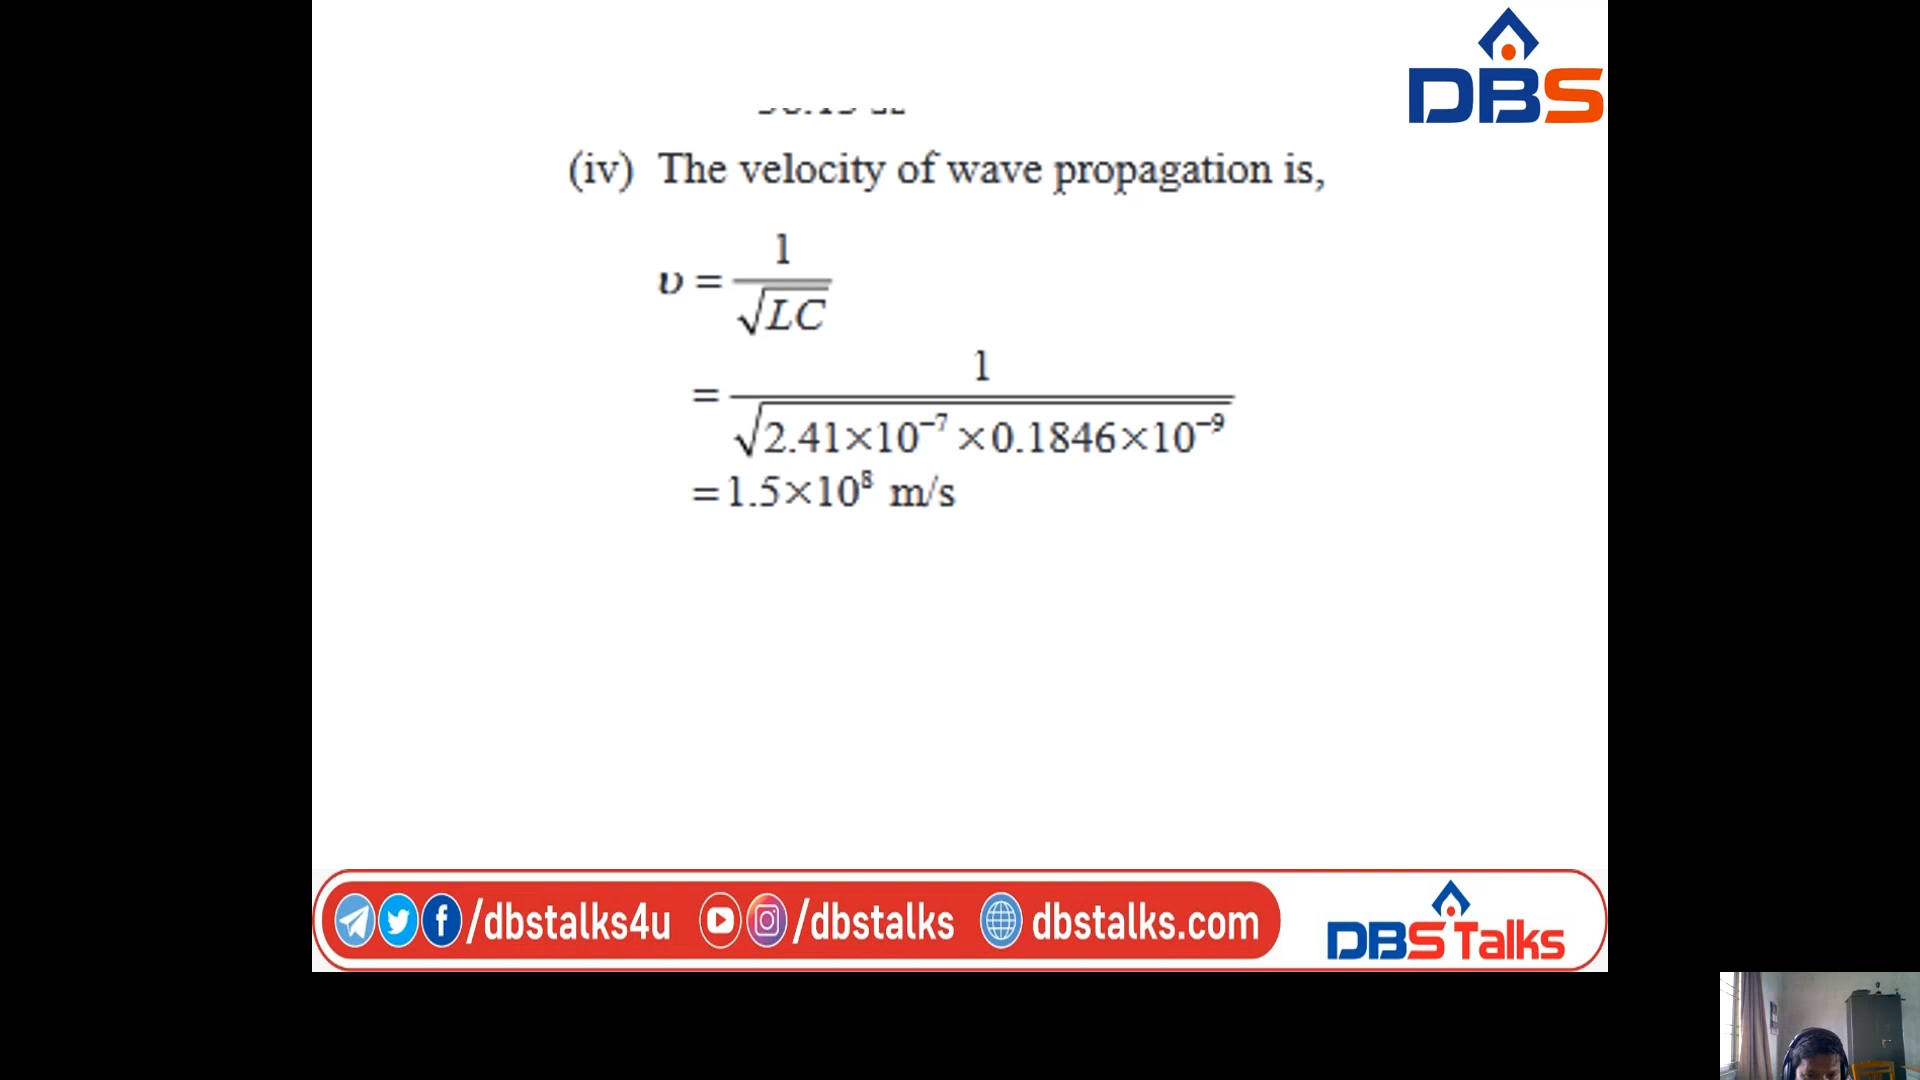 DBS
(iv) The velocity of wave propagation is,
υ = 1 / √LC
= 1 / √2.41×10⁻⁷ ×0.1846×10⁻⁹
=1.5×10⁸ m/s
/dbstalks4u /dbstalks dbstalks.com
DBS Talks